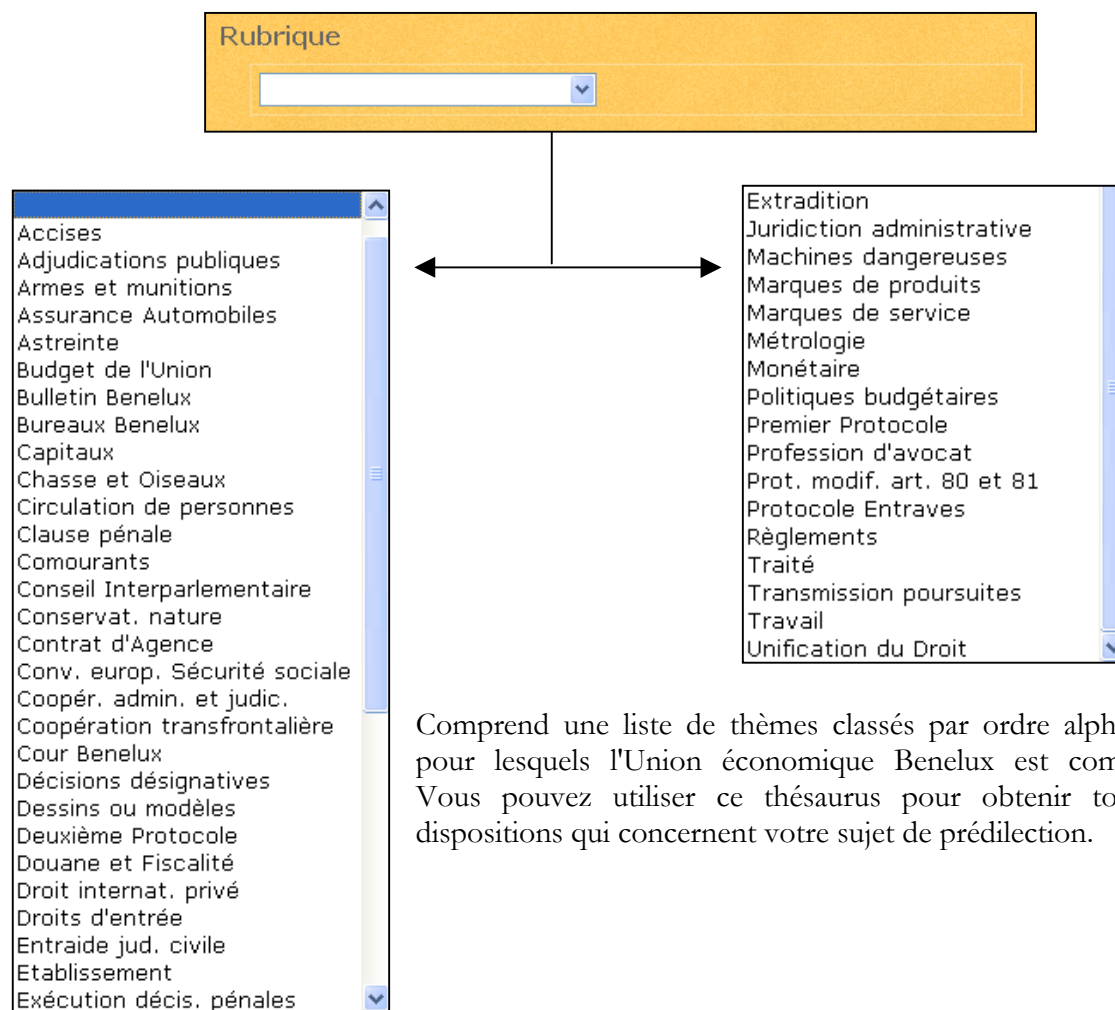 Rubrique
Accises
Adjudications publiques
Armes et munitions
Assurance Automobiles
Astreinte
Budget de l'Union
Bulletin Benelux
Bureaux Benelux
Capitaux
Chasse et Oiseaux
Circulation de personnes
Clause pénale
Comourants
Conseil Interparlementaire
Conservat. nature
Contrat d'Agence
Conv. europ. Sécurité sociale
Coopér. admin. et judic.
Coopération transfrontalière
Cour Benelux
Décisions désignatives
Dessins ou modèles
Deuxième Protocole
Douane et Fiscalité
Droit internat. privé
Droits d'entrée
Entraide jud. civile
Etablissement
Exécution décis. pénales
Extradition
Juridiction administrative
Machines dangereuses
Marques de produits
Marques de service
Métrologie
Monétaire
Politiques budgétaires
Premier Protocole
Profession d'avocat
Prot. modif. art. 80 et 81
Protocole Entraves
Règlements
Traité
Transmission poursuites
Travail
Unification du Droit
Comprend une liste de thèmes classés par ordre alph
pour lesquels l'Union économique Benelux est com
Vous pouvez utiliser ce thésaurus pour obtenir to
dispositions qui concernent votre sujet de prédilection.